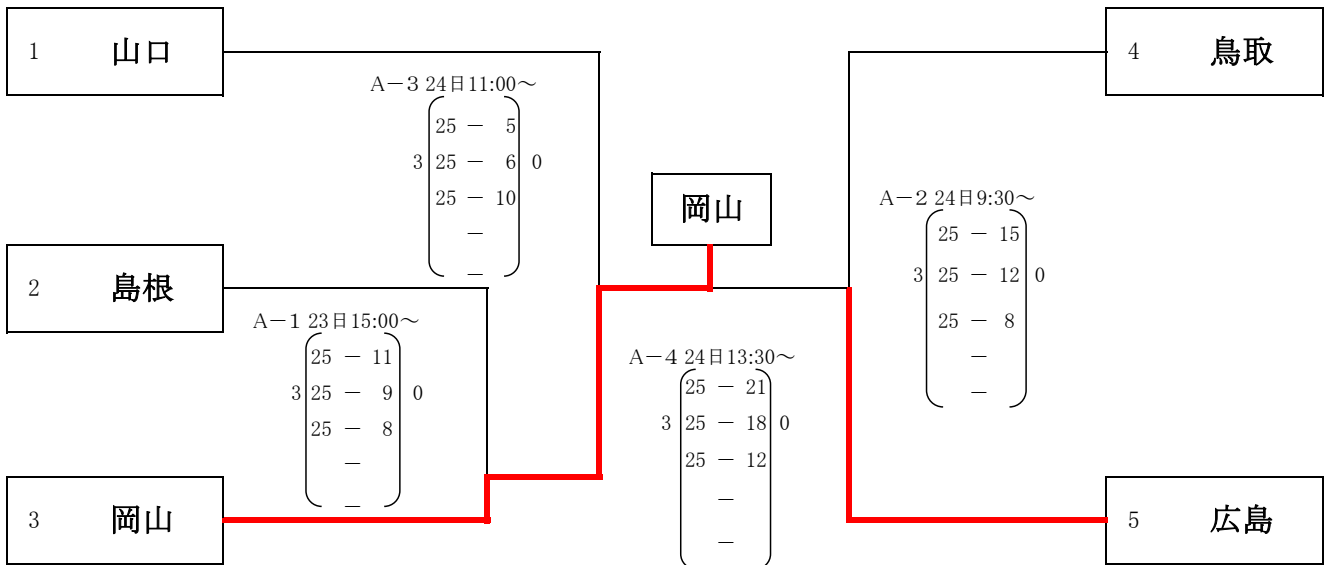 1 山口
4 鳥取
A－3 24日11:00～
25 － 5
3 25 － 6 0
25 － 10
－
－
岡山
A－2 24日9:30～
25 － 15
3 25 － 12 0
25 － 8
－
－
2 島根
A－1 23日15:00～
25 － 11
3 25 － 9 0
25 － 8
－
－
A－4 24日13:30～
25 － 21
3 25 － 18 0
25 － 12
－
－
3 岡山
5 広島